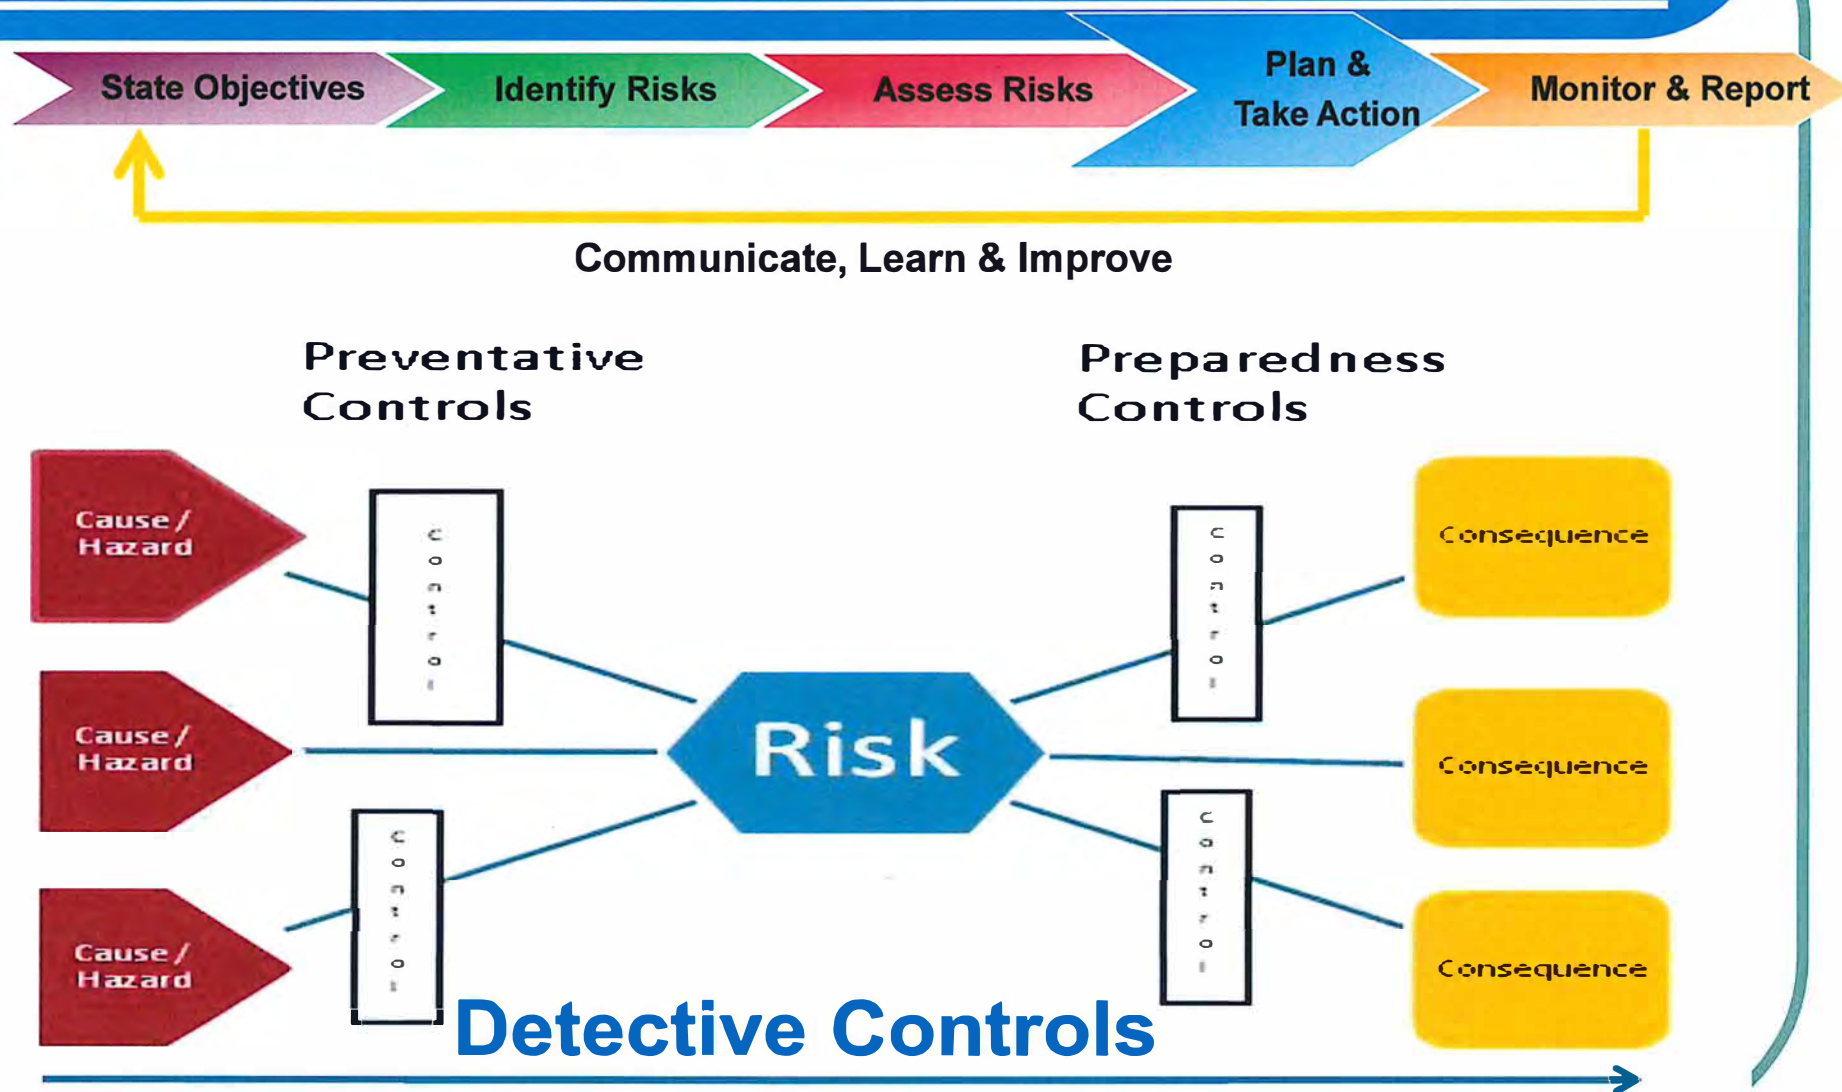 State Objectives
Identify Risks
Assess Risks
Plan &
Take Action
Monitor & Report
Communicate, Learn & Improve
Preventative
Controls
Preparedness
Controls
Cause /
Hazard
Control
Control
Consequence
Cause /
Hazard
Risk
Consequence
Cause /
Hazard
Control
Control
Consequence
Detective Controls